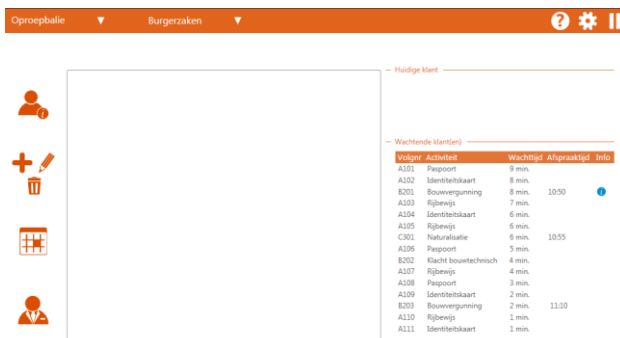 Oproepbalie ▼ Burgerzaken ▼ ?
Huidige klant
Wachtende klant(en)
Volgnr Activiteit Wachttijd Afspraaktijd Info
A101 Paspoort 9 min.
A102 Identiteitskaart 8 min.
B201 Bouwvergunning 8 min. 10:50 i
A103 Rijbewijs 7 min.
A104 Identiteitskaart 6 min.
A105 Rijbewijs 6 min.
C301 Naturalisatie 6 min. 10:55
A106 Paspoort 5 min.
B202 Klacht bouwtechnisch 4 min.
A107 Rijbewijs 4 min.
A108 Paspoort 3 min.
A109 Identiteitskaart 2 min.
B203 Bouwvergunning 2 min. 11:10
A110 Rijbewijs 1 min.
A111 Identiteitskaart 1 min.